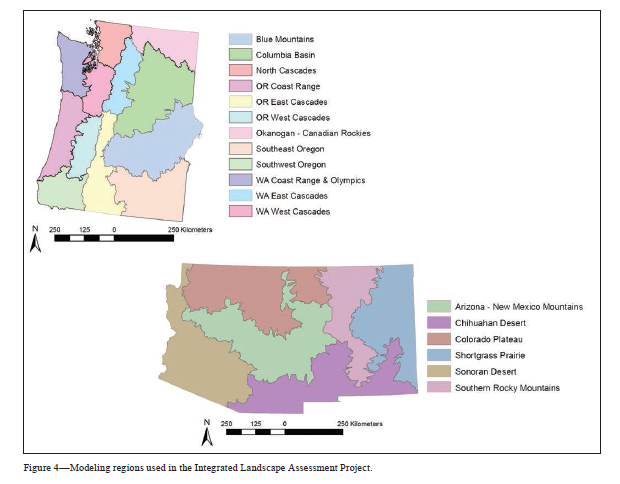 Blue Mountains
Columbia Basin
North Cascades
OR Coast Range
OR East Cascades
OR West Cascades
Okanogan - Canadian Rockies
Southeast Oregon
Southwest Oregon
WA Coast Range & Olympics
WA East Cascades
WA West Cascades
N
250 125 0 250 Kilometers
Arizona - New Mexico Mountains
Chihuahan Desert
Colorado Plateau
Shortgrass Prairie
Sonoran Desert
Southern Rocky Mountains
N
250 125 0 250 Kilometers
Figure 4—Modeling regions used in the Integrated Landscape Assessment Project.